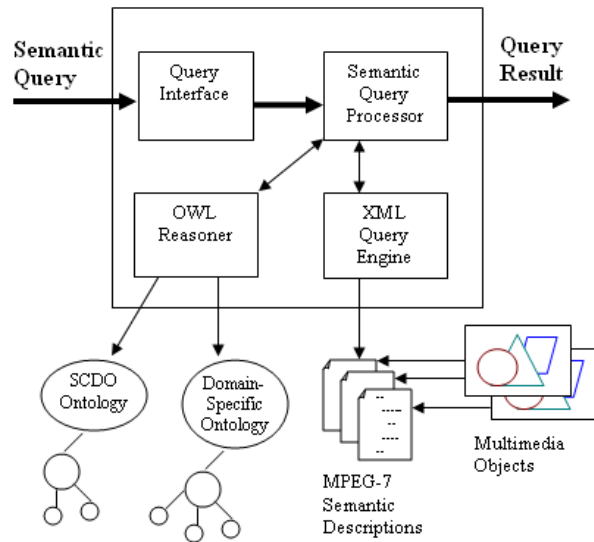 Semantic
Query
Query
Interface
Semantic
Query
Processor
Query
Result
OWL
Reasoner
XML
Query
Engine
SCDO
Ontology
Domain-
Specific
Ontology
MPEG-7
Semantic
Descriptions
Multimedia
Objects